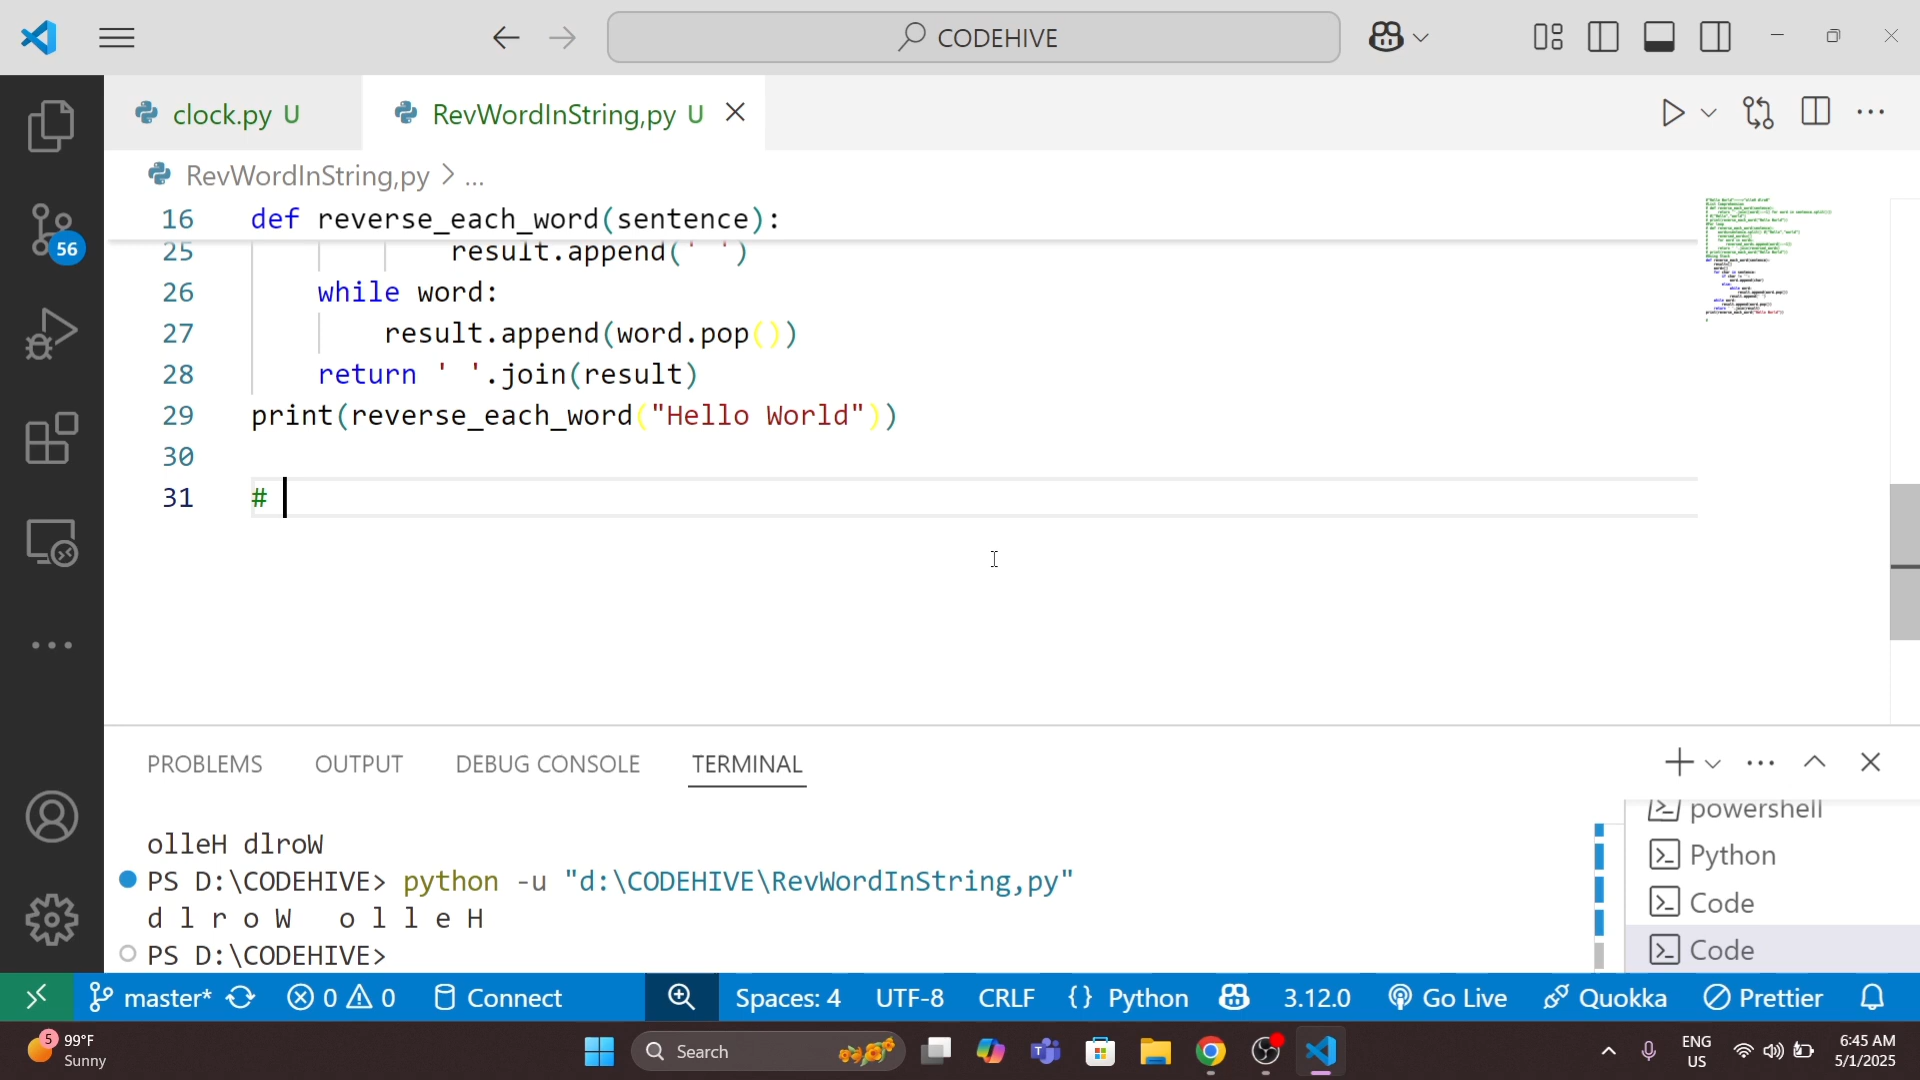 CODEHIVE
clock.py U
RevWordInString,py U
RevWordInString,py > ...
16 def reverse_each_word(sentence):
25 result.append(' ')
26 while word:
27 result.append(word.pop())
28 return ' '.join(result)
29 print(reverse_each_word("Hello World"))
30
31 #
56
PROBLEMS OUTPUT DEBUG CONSOLE TERMINAL
olleH dlroW
PS D:\CODEHIVE> python -u "d:\CODEHIVE\RevWordInString,py"
d l r o W   o l l e H
PS D:\CODEHIVE>
powershell
Python
Code
Code
master* 0 0 Connect Spaces: 4 UTF-8 CRLF {} Python 3.12.0 Go Live Quokka Prettier
5
99°F
Sunny
Search
ENG
US
6:45 AM
5/1/2025